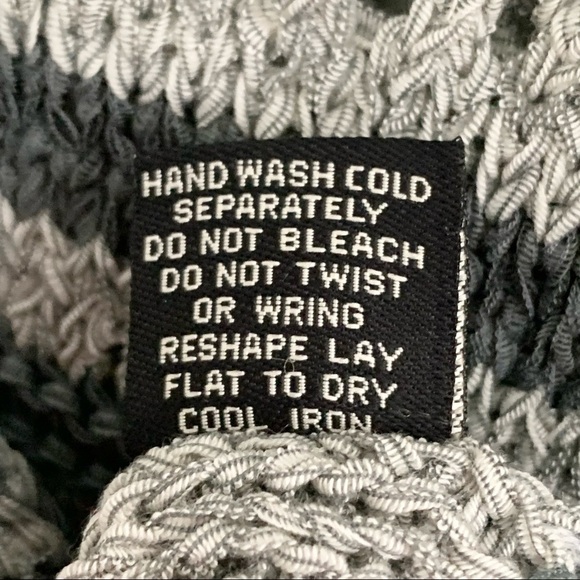 HAND WASH COLD
SEPARATELY
DO NOT BLEACH
DO NOT TWIST
OR WRING
RESHAPE LAY
FLAT TO DRY
COOL IRON